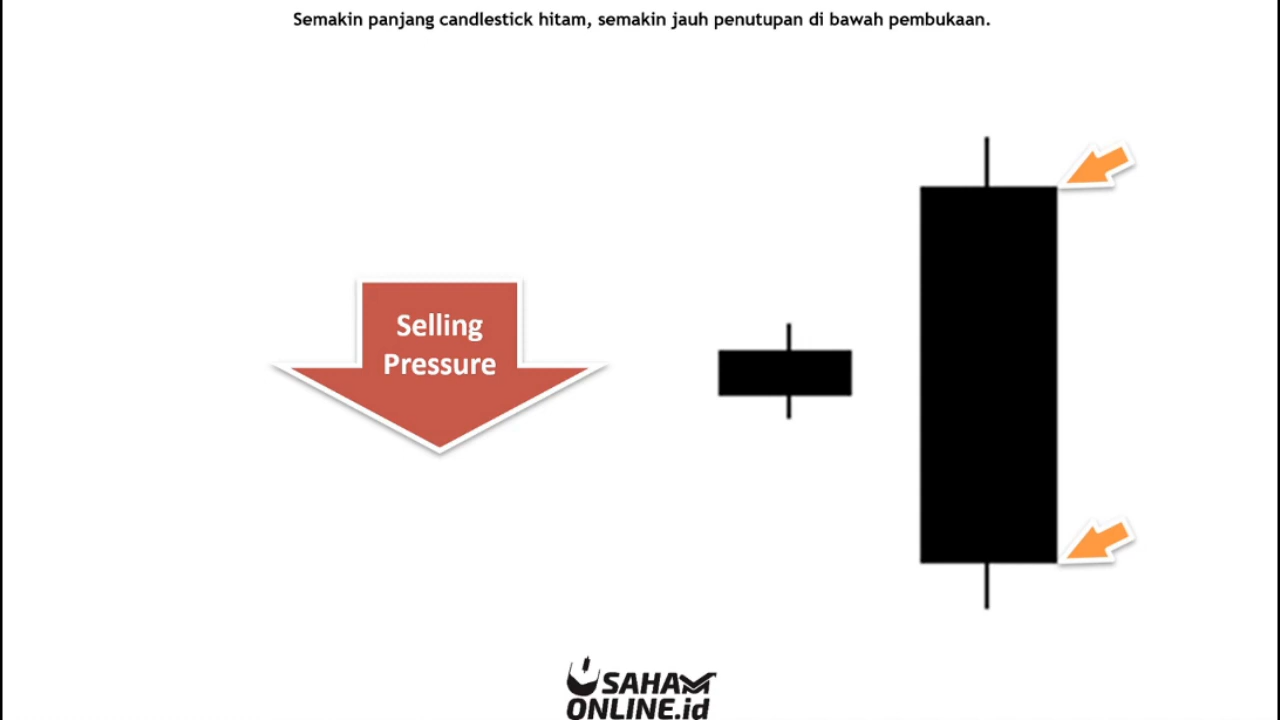 Semakin panjang candlestick hitam, semakin jauh penutupan di bawah pembukaan.
Selling
Pressure
SAHAM
ONLINE.id